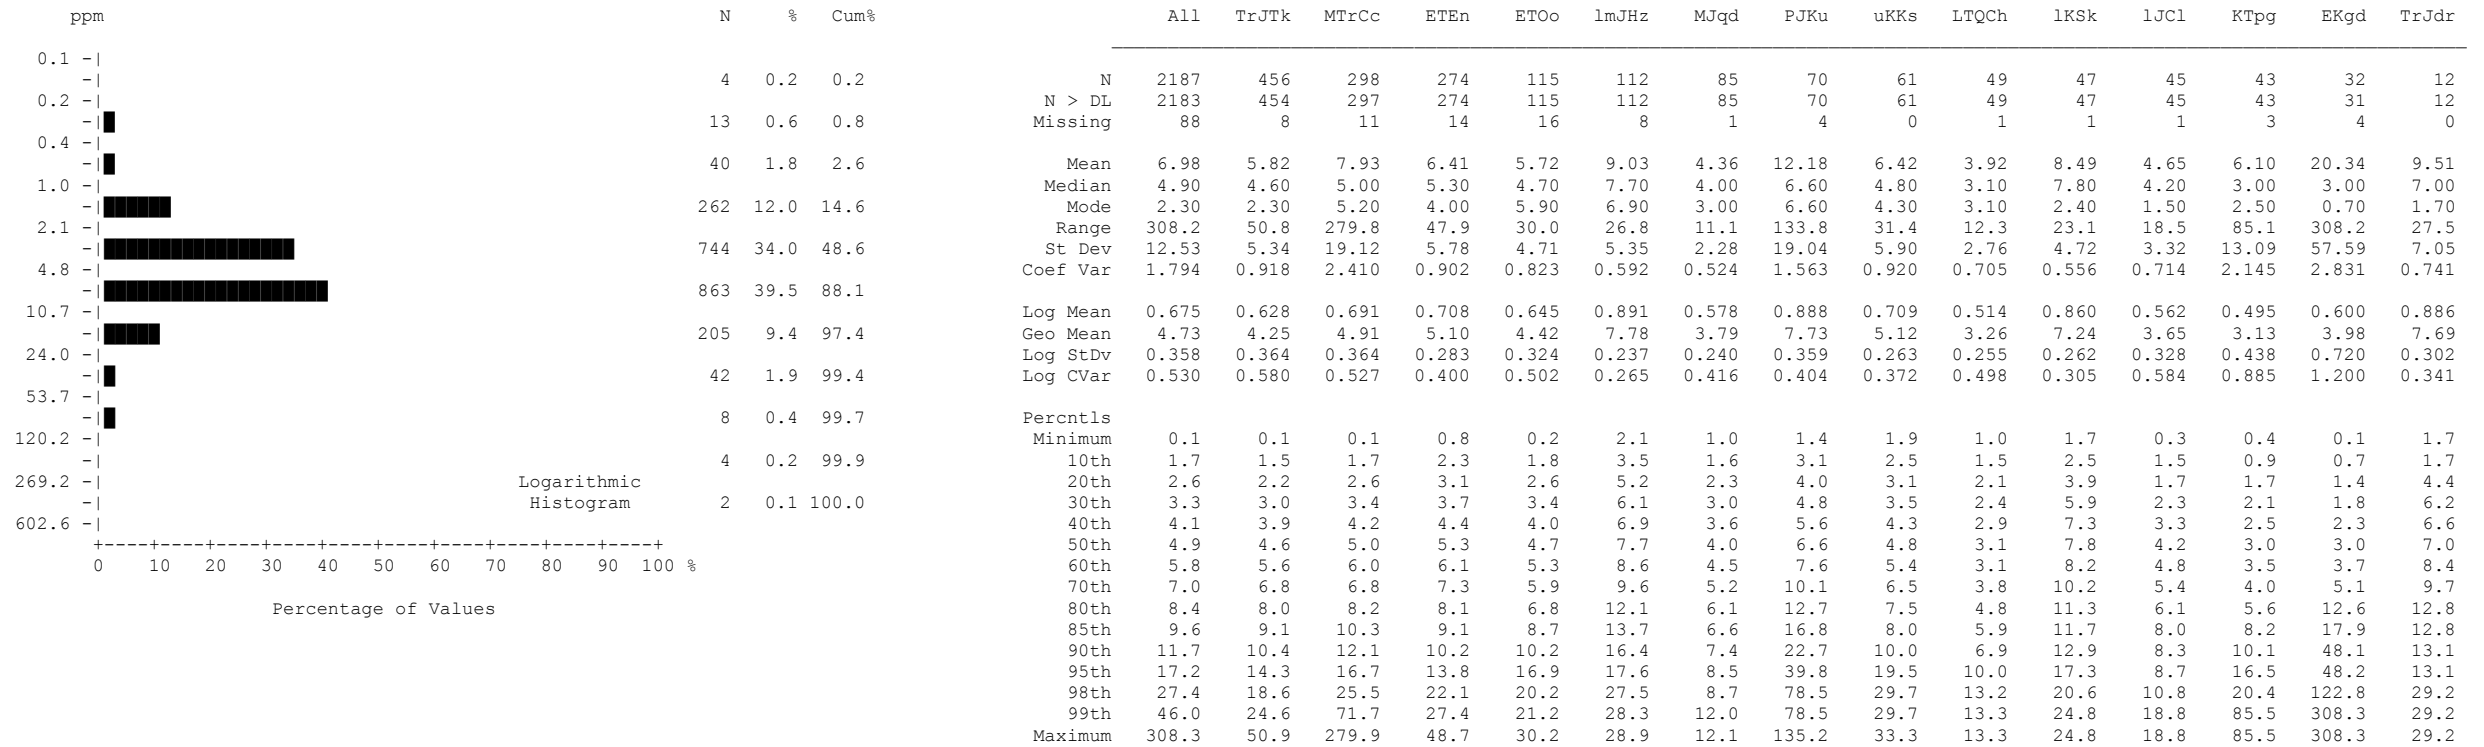 ppm N % Cum% All TrJTk MTrCc ETEn ETOo lmJHz MJqd PJKu uKKs LTQCh lKSk lJCl KTpg EKgd TrJdr
0.1 -|
-| 4 0.2 0.2 N 2187 456 298 274 115 112 85 70 61 49 47 45 43 32 12
0.2 -| N > DL 2183 454 297 274 115 112 85 70 61 49 47 45 43 31 12
-| 13 0.6 0.8 Missing 88 8 11 14 16 8 1 4 0 1 1 1 3 4 0
0.4 -|
-| 40 1.8 2.6 Mean 6.98 5.82 7.93 6.41 5.72 9.03 4.36 12.18 6.42 3.92 8.49 4.65 6.10 20.34 9.51
1.0 -| Median 4.90 4.60 5.00 5.30 4.70 7.70 4.00 6.60 4.80 3.10 7.80 4.20 3.00 3.00 7.00
-| 262 12.0 14.6 Mode 2.30 2.30 5.20 4.00 5.90 6.90 3.00 6.60 4.30 3.10 2.40 1.50 2.50 0.70 1.70
2.1 -| Range 308.2 50.8 279.8 47.9 30.0 26.8 11.1 133.8 31.4 12.3 23.1 18.5 85.1 308.2 27.5
-| 744 34.0 48.6 St Dev 12.53 5.34 19.12 5.78 4.71 5.35 2.28 19.04 5.90 2.76 4.72 3.32 13.09 57.59 7.05
4.8 -| Coef Var 1.794 0.918 2.410 0.902 0.823 0.592 0.524 1.563 0.920 0.705 0.556 0.714 2.145 2.831 0.741
-| 863 39.5 88.1
10.7 -| Log Mean 0.675 0.628 0.691 0.708 0.645 0.891 0.578 0.888 0.709 0.514 0.860 0.562 0.495 0.600 0.886
-| 205 9.4 97.4 Geo Mean 4.73 4.25 4.91 5.10 4.42 7.78 3.79 7.73 5.12 3.26 7.24 3.65 3.13 3.98 7.69
24.0 -| Log StDv 0.358 0.364 0.364 0.283 0.324 0.237 0.240 0.359 0.263 0.255 0.262 0.328 0.438 0.720 0.302
-| 42 1.9 99.4 Log CVar 0.530 0.580 0.527 0.400 0.502 0.265 0.416 0.404 0.372 0.498 0.305 0.584 0.885 1.200 0.341
53.7 -|
-| 8 0.4 99.7 Percntls
120.2 -| Minimum 0.1 0.1 0.1 0.8 0.2 2.1 1.0 1.4 1.9 1.0 1.7 0.3 0.4 0.1 1.7
-| 4 0.2 99.9 10th 1.7 1.5 1.7 2.3 1.8 3.5 1.6 3.1 2.5 1.5 2.5 1.5 0.9 0.7 1.7
269.2 -| Logarithmic 20th 2.6 2.2 2.6 3.1 2.6 5.2 2.3 4.0 3.1 2.1 3.9 1.7 1.7 1.4 4.4
-| Histogram 2 0.1 100.0 30th 3.3 3.0 3.4 3.7 3.4 6.1 3.0 4.8 3.5 2.4 5.9 2.3 2.1 1.8 6.2
602.6 -| 40th 4.1 3.9 4.2 4.4 4.0 6.9 3.6 5.6 4.3 2.9 7.3 3.3 2.5 2.3 6.6
+----+----+----+----+----+----+----+----+----+----+ 50th 4.9 4.6 5.0 5.3 4.7 7.7 4.0 6.6 4.8 3.1 7.8 4.2 3.0 3.0 7.0
0 10 20 30 40 50 60 70 80 90 100 % 60th 5.8 5.6 6.0 6.1 5.3 8.6 4.5 7.6 5.4 3.1 8.2 4.8 3.5 3.7 8.4
70th 7.0 6.8 6.8 7.3 5.9 9.6 5.2 10.1 6.5 3.8 10.2 5.4 4.0 5.1 9.7
Percentage of Values 80th 8.4 8.0 8.2 8.1 6.8 12.1 6.1 12.7 7.5 4.8 11.3 6.1 5.6 12.6 12.8
85th 9.6 9.1 10.3 9.1 8.7 13.7 6.6 16.8 8.0 5.9 11.7 8.0 8.2 17.9 12.8
90th 11.7 10.4 12.1 10.2 10.2 16.4 7.4 22.7 10.0 6.9 12.9 8.3 10.1 48.1 13.1
95th 17.2 14.3 16.7 13.8 16.9 17.6 8.5 39.8 19.5 10.0 17.3 8.7 16.5 48.2 13.1
98th 27.4 18.6 25.5 22.1 20.2 27.5 8.7 78.5 29.7 13.2 20.6 10.8 20.4 122.8 29.2
99th 46.0 24.6 71.7 27.4 21.2 28.3 12.0 78.5 29.7 13.3 24.8 18.8 85.5 308.3 29.2
Maximum 308.3 50.9 279.9 48.7 30.2 28.9 12.1 135.2 33.3 13.3 24.8 18.8 85.5 308.3 29.2